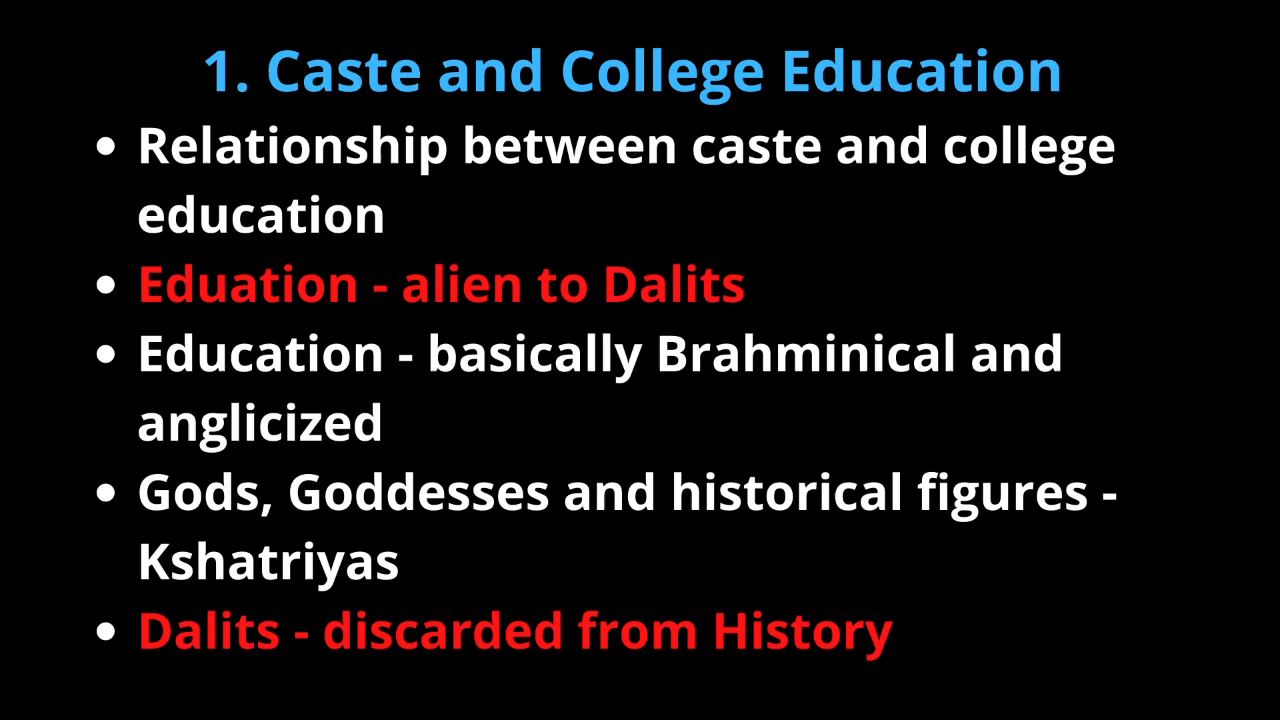 1. Caste and College Education
• Relationship between caste and college
education
• Eduation - alien to Dalits
• Education - basically Brahminical and
anglicized
• Gods, Goddesses and historical figures -
Kshatriyas
• Dalits - discarded from History